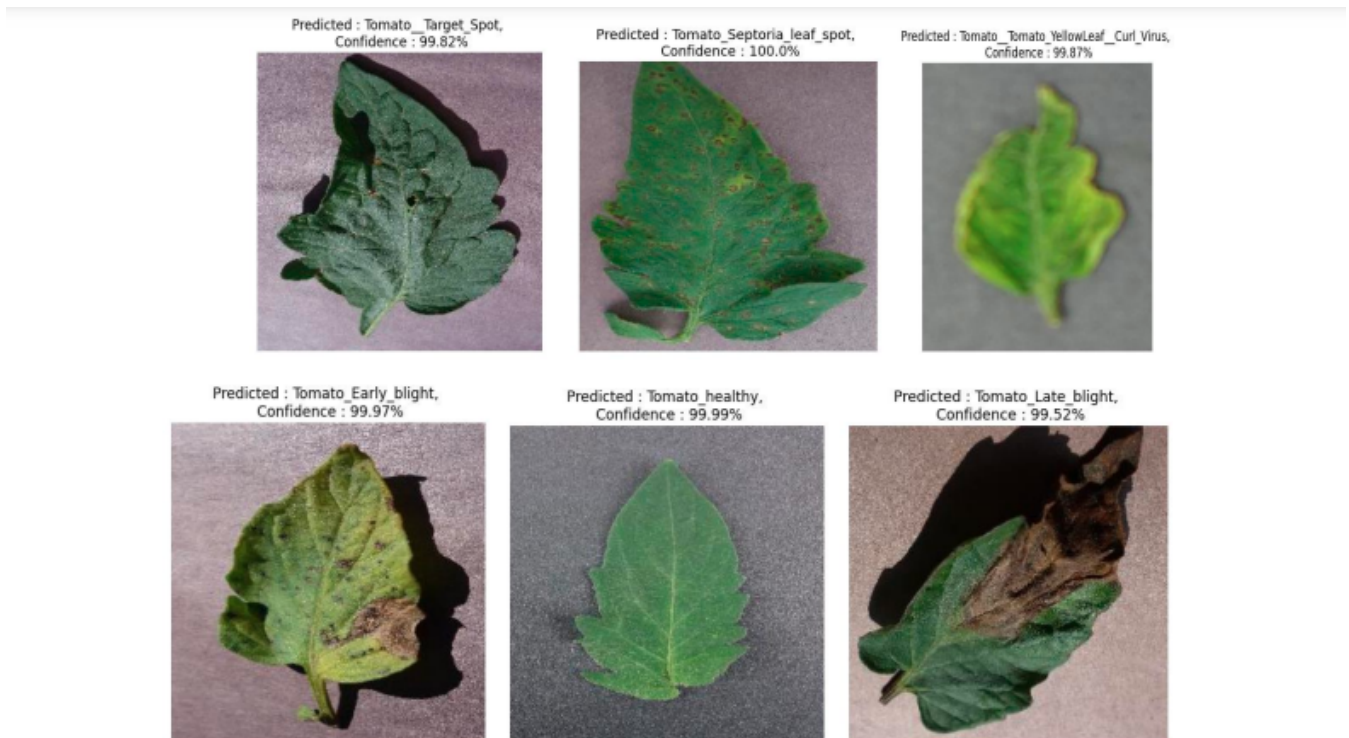 Predicted : Tomato__Target_Spot,
Confidence : 99.82%
Predicted : Tomato_Septoria_leaf_spot,
Confidence : 100.0%
Predicted : Tomato__Tomato_YellowLeaf__Curl_Virus,
Confidence : 99.87%
Predicted : Tomato_Early_blight,
Confidence : 99.97%
Predicted : Tomato_healthy,
Confidence : 99.99%
Predicted : Tomato_Late_blight,
Confidence : 99.52%